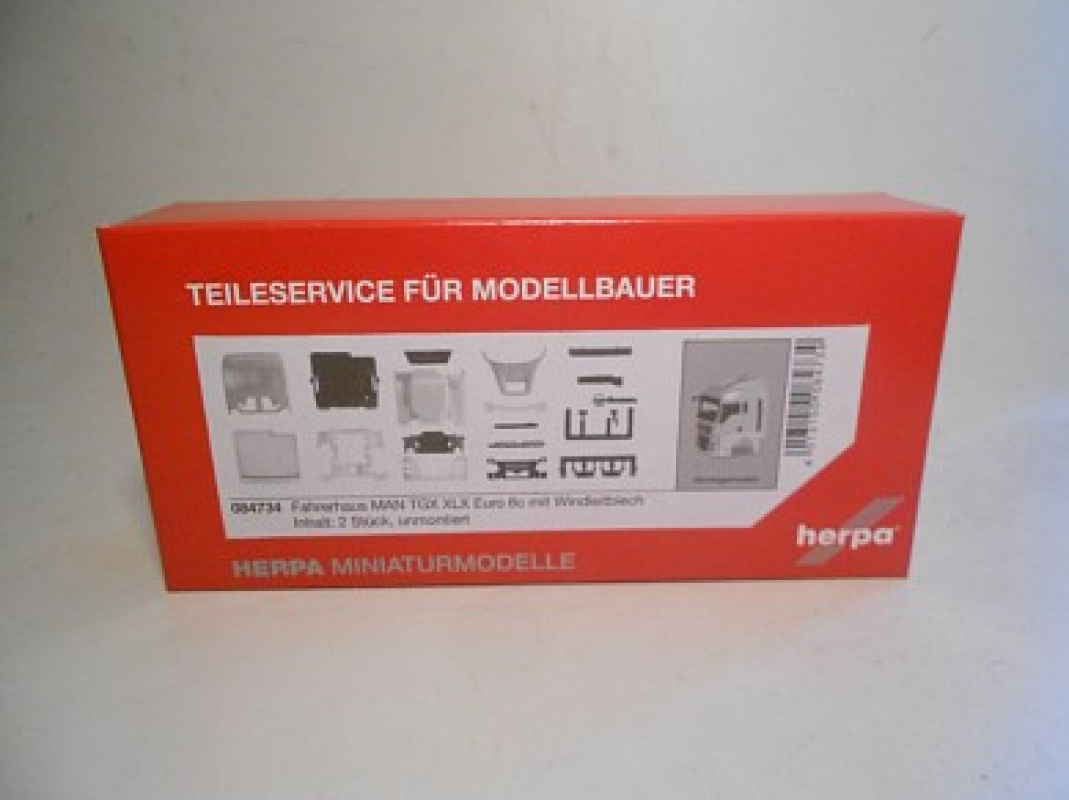 TEILESERVICE FÜR MODELLBAUER
084734 Fahrerhaus MAN TGX XLX Euro 6c mit Windleitblech
Inhalt: 2 Stück, unmontiert
herpa®
HERPA MINIATURMODELLE